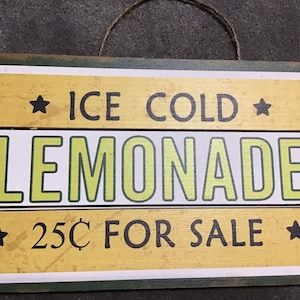 ★ ICE COLD ★
LEMONADE
★ 25¢ FOR SALE ★